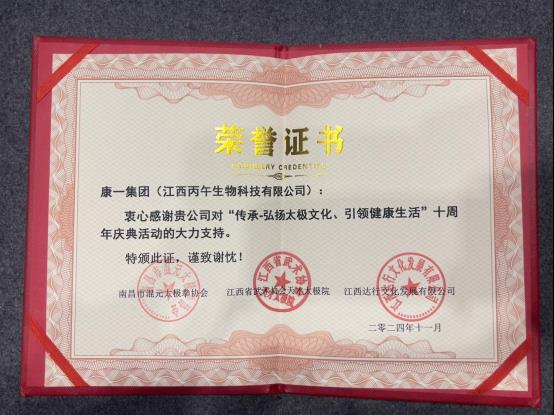 荣誉证书
康一集团（江西丙午生物科技有限公司）:
衷心感谢贵公司对“传承-弘扬太极文化、引领健康生活”十周
年庆典活动的大力支持。
特颁此证，谨致谢忱！
南昌市混元太极拳协会
江西省武术协会天木太极院
江西达行文化发展有限公司
二零二四年十一月